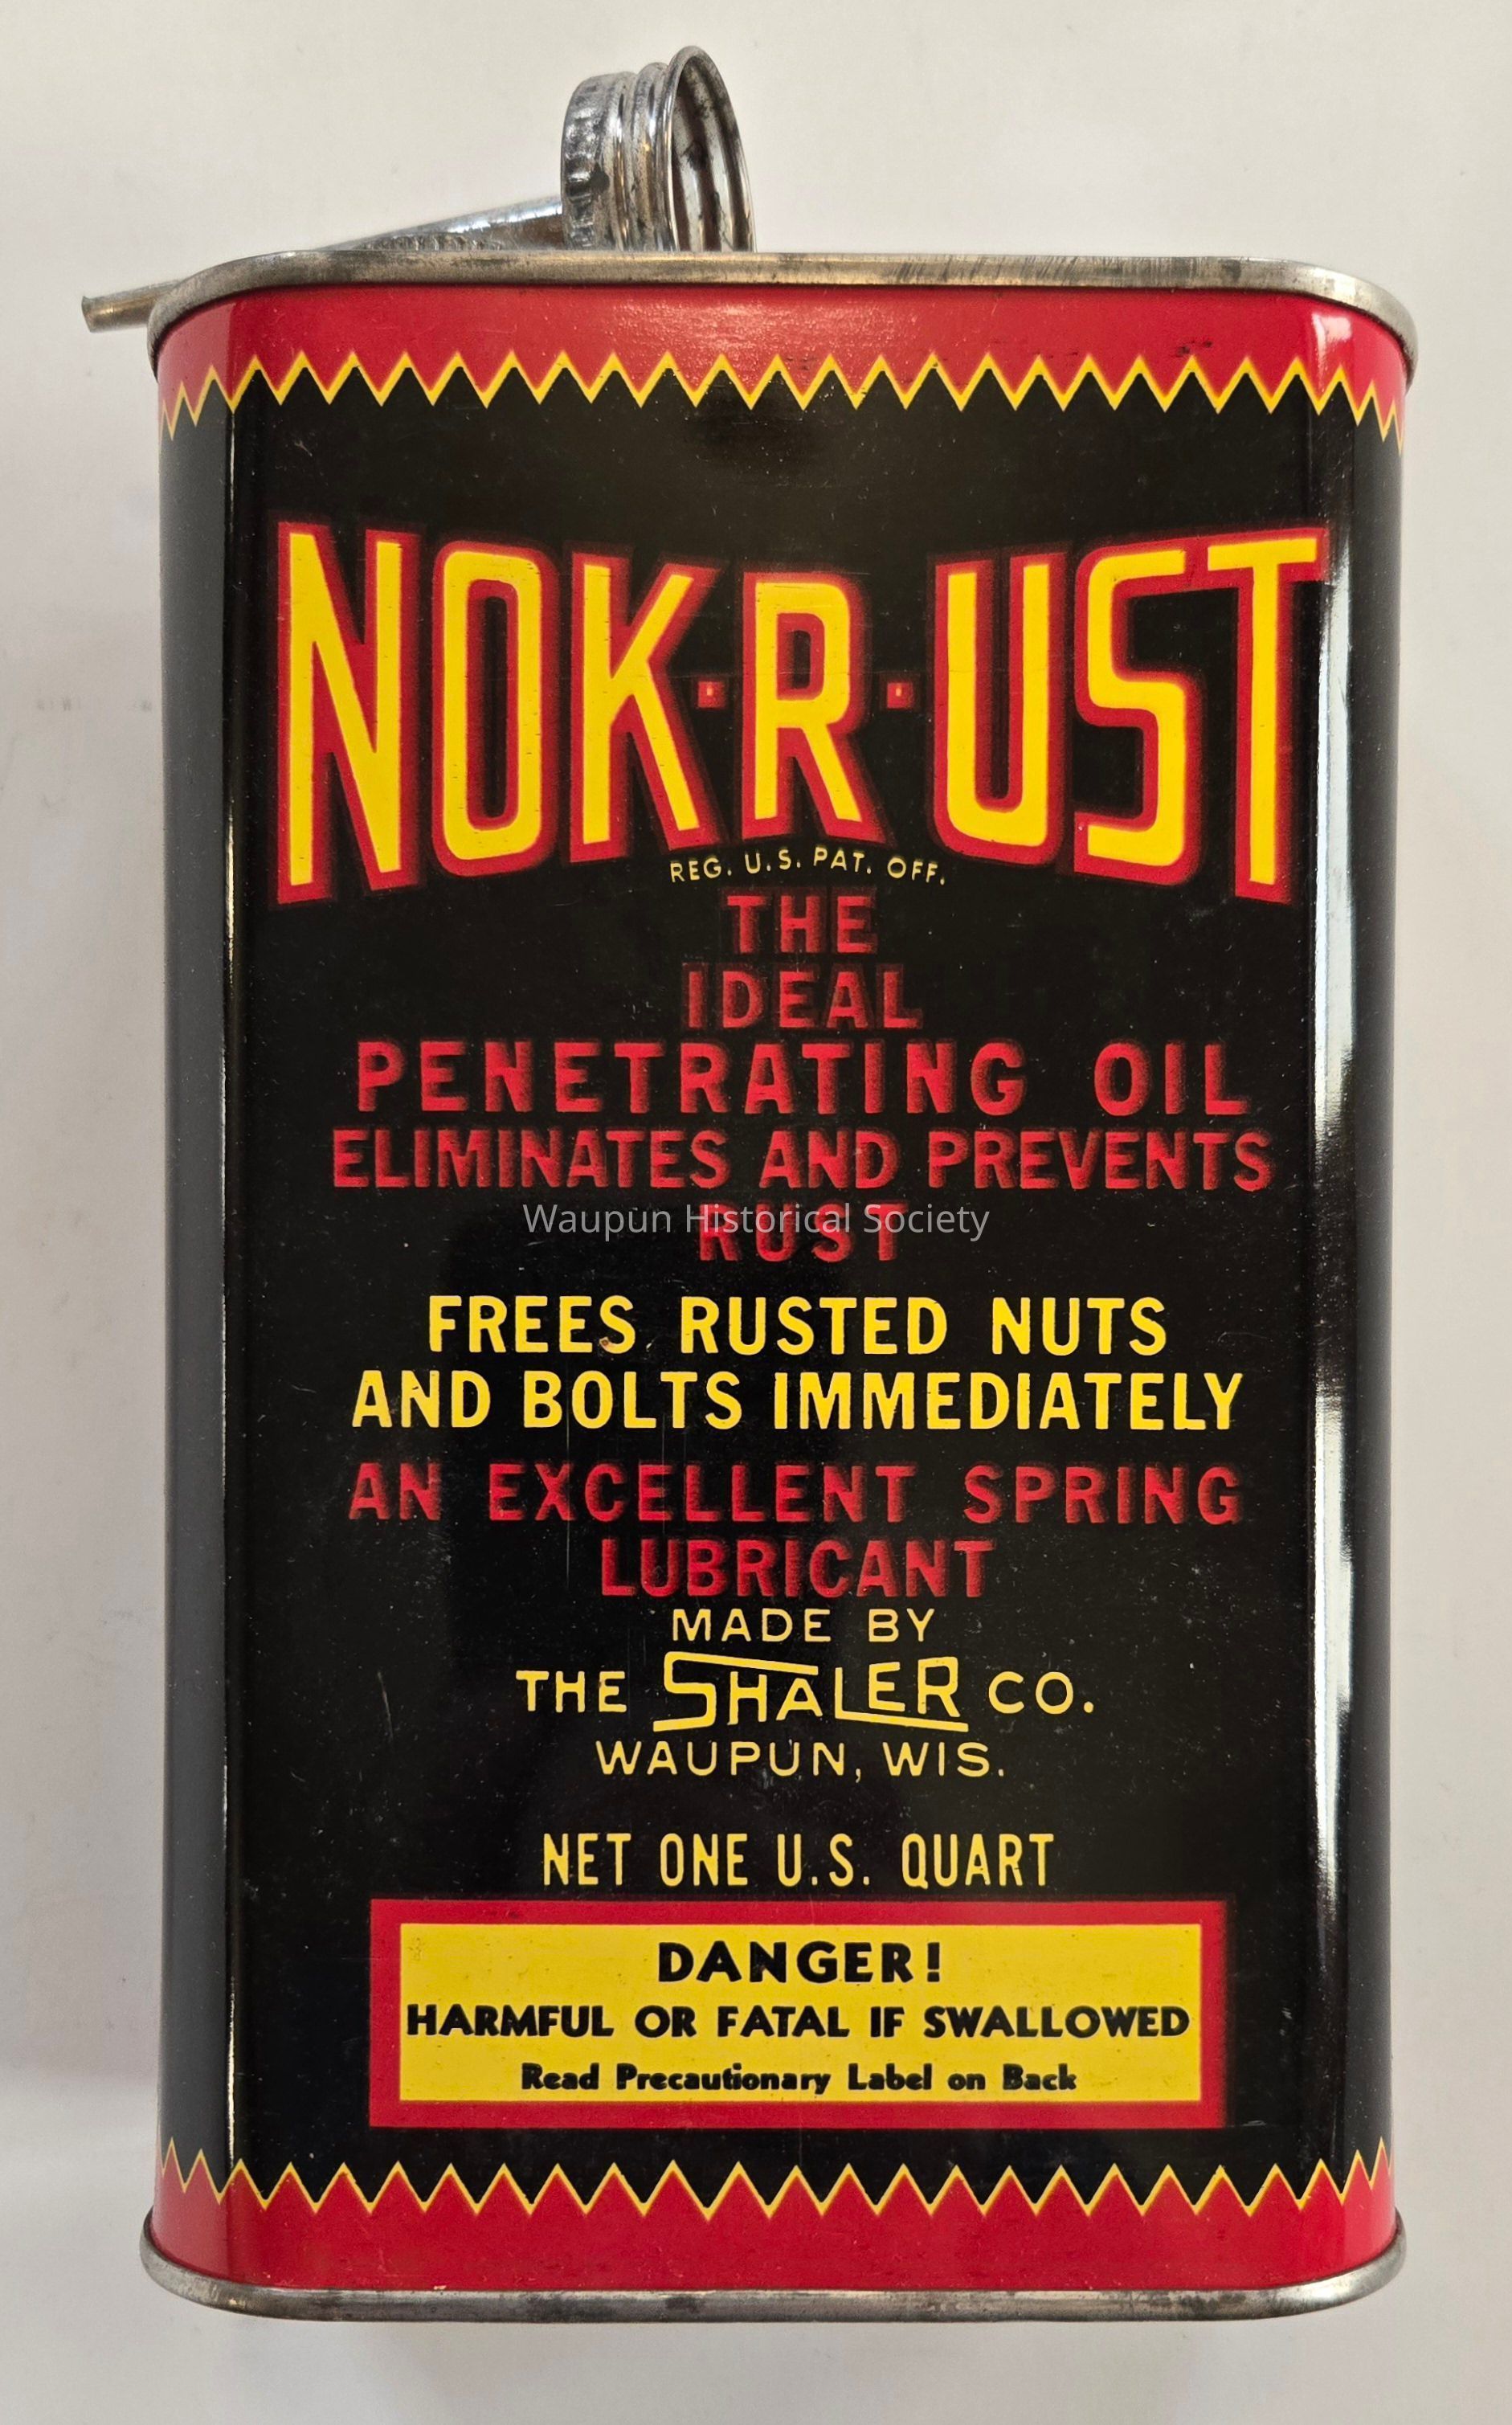 NOK·R·UST
REG. U.S. PAT. OFF.
THE
IDEAL
PENETRATING OIL
ELIMINATES AND PREVENTS
RUST
Waupun Historical Society
FREES RUSTED NUTS
AND BOLTS IMMEDIATELY
AN EXCELLENT SPRING
LUBRICANT
MADE BY
THE SHALER CO.
WAUPUN, WIS.
NET ONE U.S. QUART
DANGER!
HARMFUL OR FATAL IF SWALLOWED
Read Precautionary Label on Back